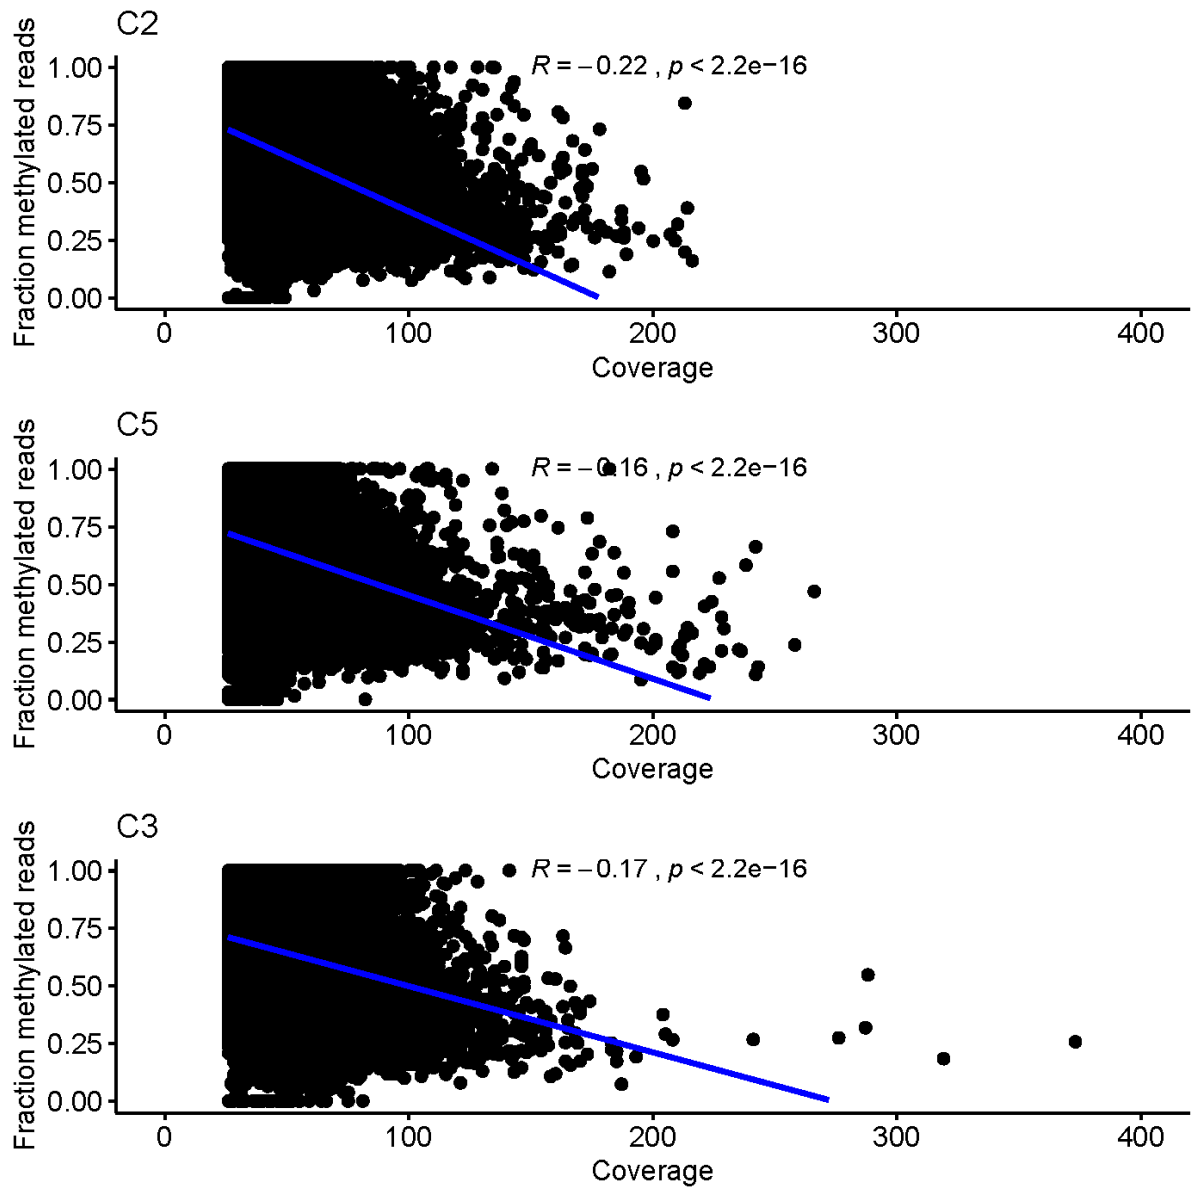 C2
Fraction methylated reads
1.00
0.75
0.50
0.25
0.00
R = −0.22 , p < 2.2e−16
0 100 200 300 400
Coverage
C5
Fraction methylated reads
1.00
0.75
0.50
0.25
0.00
R = −0.16 , p < 2.2e−16
0 100 200 300 400
Coverage
C3
Fraction methylated reads
1.00
0.75
0.50
0.25
0.00
R = −0.17 , p < 2.2e−16
0 100 200 300 400
Coverage